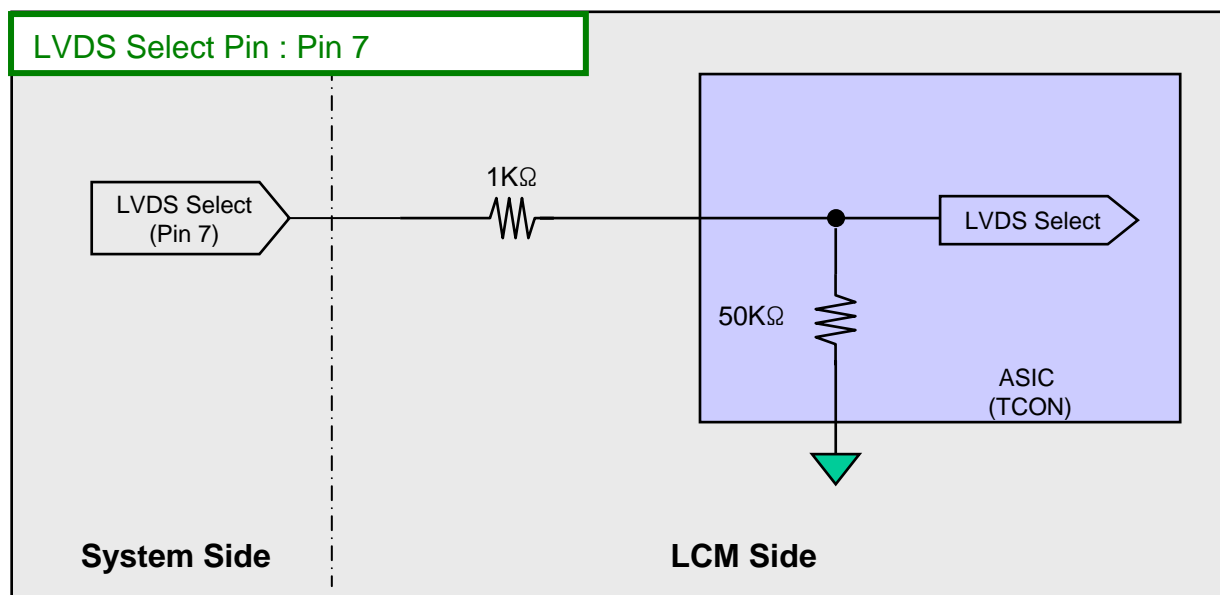 LVDS Select Pin : Pin 7
1KΩ
LVDS Select
(Pin 7)
LVDS Select
50KΩ
ASIC
(TCON)
System Side
LCM Side